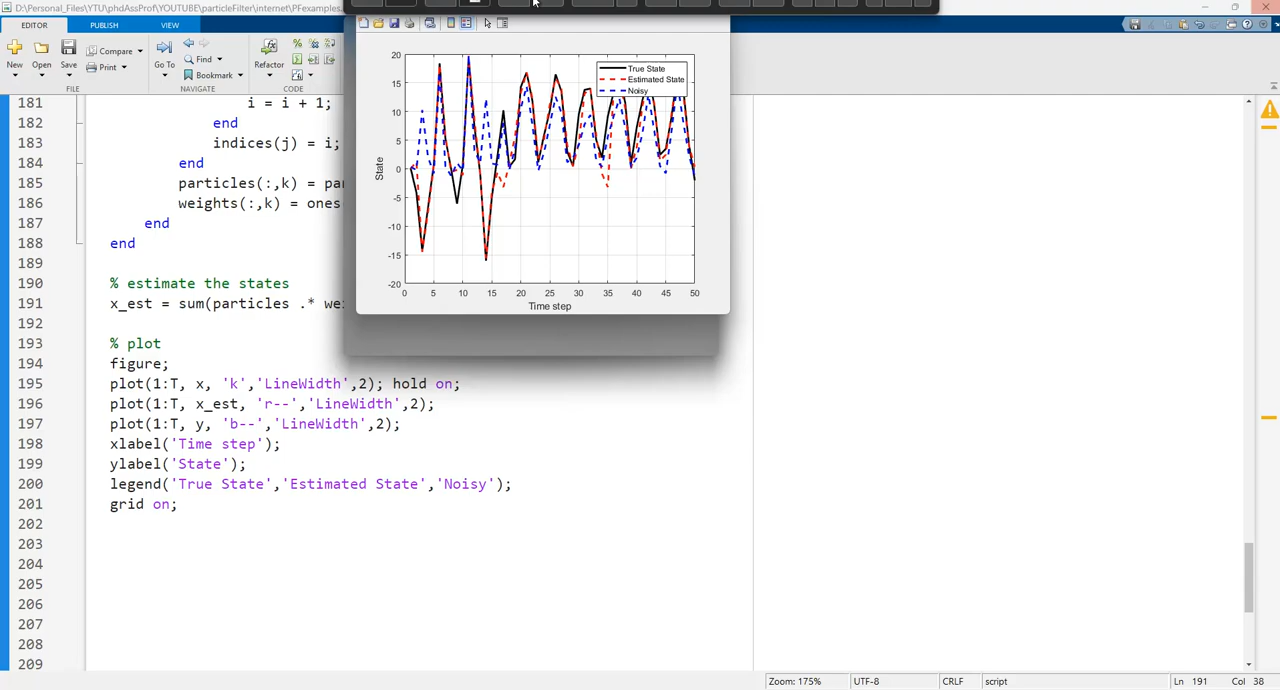 D:\Personal_Files\YTU\phdAssProf\YOUTUBE\particleFilter\internet\PFexamples.
EDITOR
PUBLISH
VIEW
New
Open
Save
Compare
Print
Go To
Find
Bookmark
Refactor
FILE
NAVIGATE
CODE
181 i = i + 1;
182 end
183 indices(j) = i;
184 end
185 particles(:,k) = par
186 weights(:,k) = ones
187 end
188 end
189
190 % estimate the states
191 x_est = sum(particles .* wei
192
193 % plot
194 figure;
195 plot(1:T, x, 'k','LineWidth',2); hold on;
196 plot(1:T, x_est, 'r--','LineWidth',2);
197 plot(1:T, y, 'b--','LineWidth',2);
198 xlabel('Time step');
199 ylabel('State');
200 legend('True State','Estimated State','Noisy');
201 grid on;
202
203
204
205
206
207
208
209
20
15
10
5
0
-5
-10
-15
-20
State
True State
Estimated State
Noisy
0 5 10 15 20 25 30 35 40 45 50
Time step
Zoom: 175% UTF-8 CRLF script Ln 191 Col 38